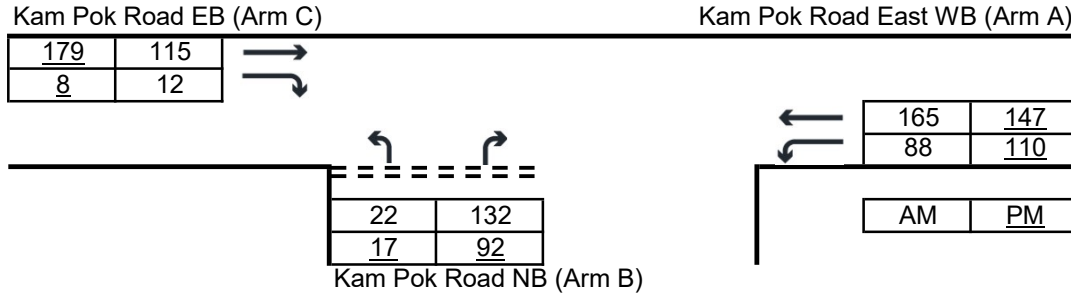 Kam Pok Road EB (Arm C) Kam Pok Road East WB (Arm A)
179 115
8 12
165 147
88 110
AM PM
22 132
17 92
Kam Pok Road NB (Arm B)